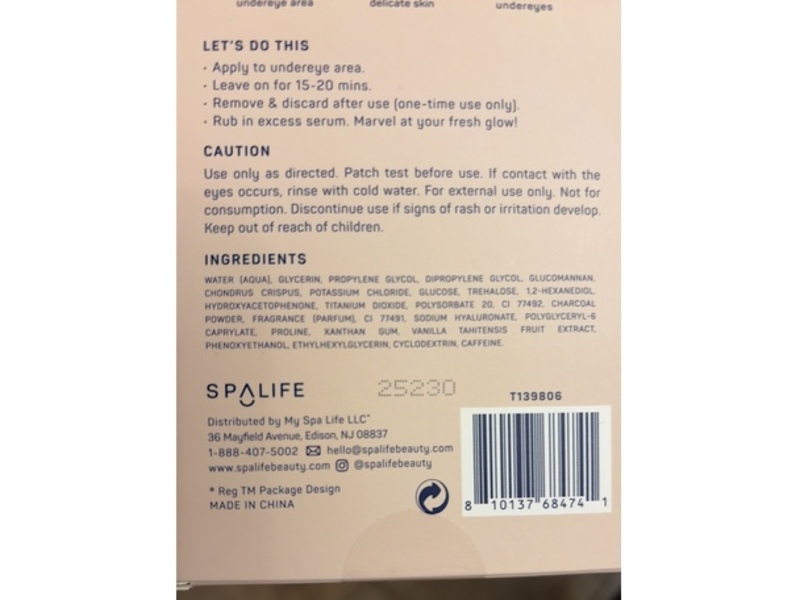 undereye area delicate skin undereyes
LET'S DO THIS
• Apply to undereye area.
• Leave on for 15-20 mins.
• Remove & discard after use (one-time use only).
• Rub in excess serum. Marvel at your fresh glow!
CAUTION
Use only as directed. Patch test before use. If contact with the
eyes occurs, rinse with cold water. For external use only. Not for
consumption. Discontinue use if signs of rash or irritation develop.
Keep out of reach of children.
INGREDIENTS
WATER (AQUA), GLYCERIN, PROPYLENE GLYCOL, DIPROPYLENE GLYCOL, GLUCOMANNAN,
CHONDRUS CRISPUS, POTASSIUM CHLORIDE, GLUCOSE, TREHALOSE, 1,2-HEXANEDIOL,
HYDROXYACETOPHENONE, TITANIUM DIOXIDE, POLYSORBATE 20, CI 77492, CHARCOAL
POWDER, FRAGRANCE (PARFUM), CI 77491, SODIUM HYALURONATE, POLYGLYCERYL-6
CAPRYLATE, PROLINE, XANTHAN GUM, VANILLA TAHITENSIS FRUIT EXTRACT,
PHENOXYETHANOL, ETHYLHEXYLGLYCERIN, CYCLODEXTRIN, CAFFEINE.
SPALIFE 25230 T139806
Distributed by My Spa Life LLC™
36 Mayfield Avenue, Edison, NJ 08837
1-888-407-5002 hello@spalifebeauty.com
www.spalifebeauty.com @spalifebeauty
* Reg TM Package Design
MADE IN CHINA
8 10137 68474 1